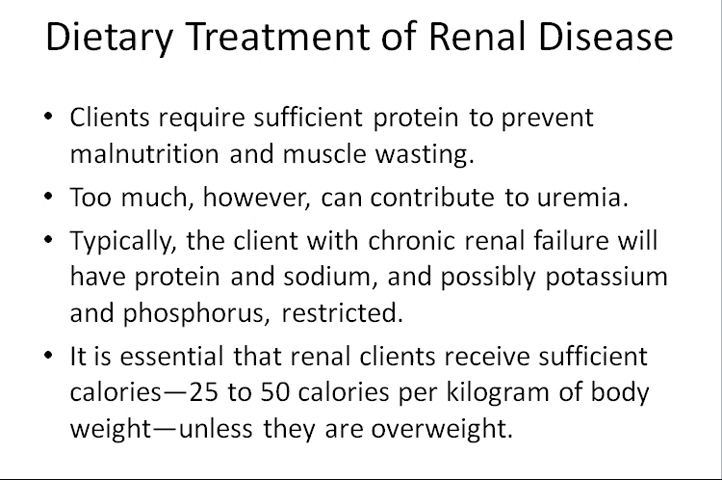 Dietary Treatment of Renal Disease
• Clients require sufficient protein to prevent
malnutrition and muscle wasting.
• Too much, however, can contribute to uremia.
• Typically, the client with chronic renal failure will
have protein and sodium, and possibly potassium
and phosphorus, restricted.
• It is essential that renal clients receive sufficient
calories—25 to 50 calories per kilogram of body
weight—unless they are overweight.